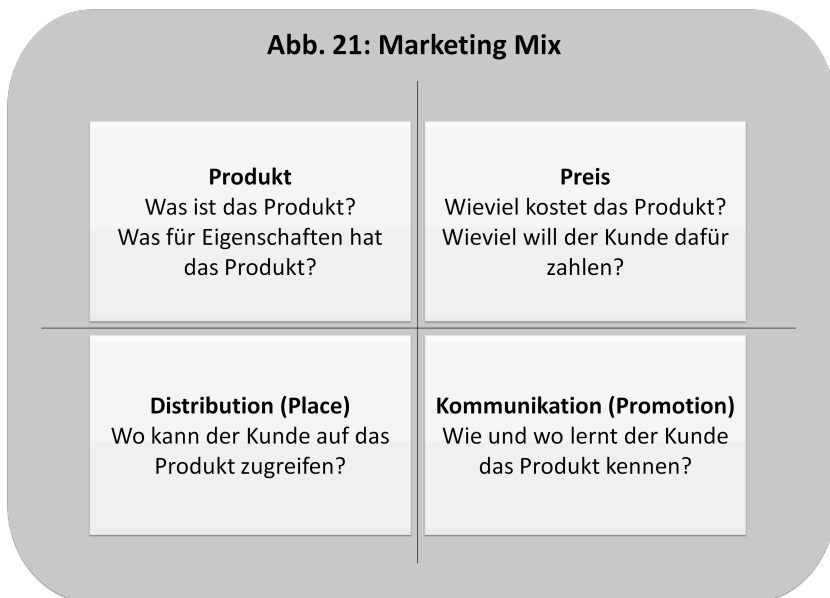 Abb. 21: Marketing Mix
Produkt
Was ist das Produkt?
Was für Eigenschaften hat
das Produkt?
Preis
Wieviel kostet das Produkt?
Wieviel will der Kunde dafür
zahlen?
Distribution (Place)
Wo kann der Kunde auf das
Produkt zugreifen?
Kommunikation (Promotion)
Wie und wo lernt der Kunde
das Produkt kennen?